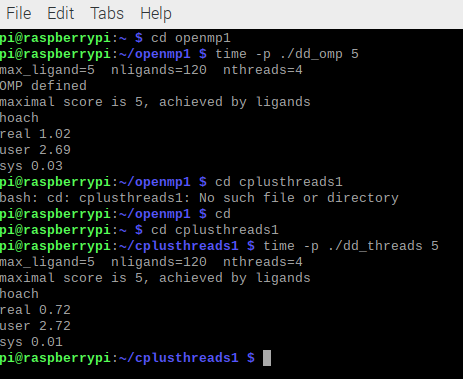 File Edit Tabs Help
pi@raspberrypi:~ $ cd openmp1
pi@raspberrypi:~/openmp1 $ time -p ./dd_omp 5
max_ligand=5  nligands=120  nthreads=4
OMP defined
maximal score is 5, achieved by ligands
hoach
real 1.02
user 2.69
sys 0.03
pi@raspberrypi:~/openmp1 $ cd cplusthreads1
bash: cd: cplusthreads1: No such file or directory
pi@raspberrypi:~/openmp1 $ cd
pi@raspberrypi:~ $ cd cplusthreads1
pi@raspberrypi:~/cplusthreads1 $ time -p ./dd_threads 5
max_ligand=5  nligands=120  nthreads=4
maximal score is 5, achieved by ligands
hoach
real 0.72
user 2.72
sys 0.01
pi@raspberrypi:~/cplusthreads1 $